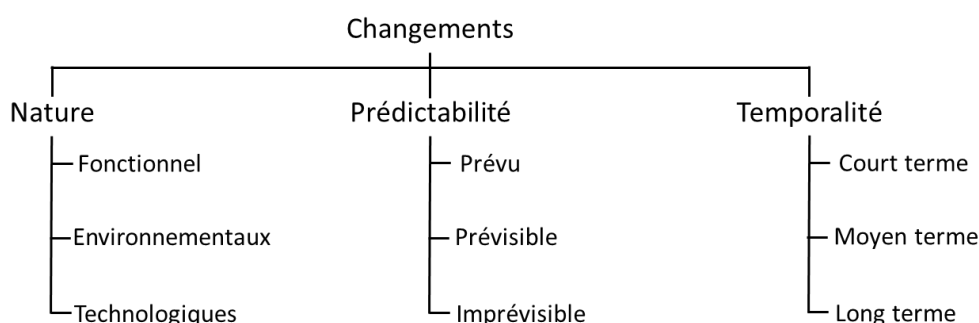 Changements
Nature
Prédictabilité
Temporalité
Fonctionnel
Prévu
Court terme
Environnementaux
Prévisible
Moyen terme
Technologiques
Imprévisible
Long terme